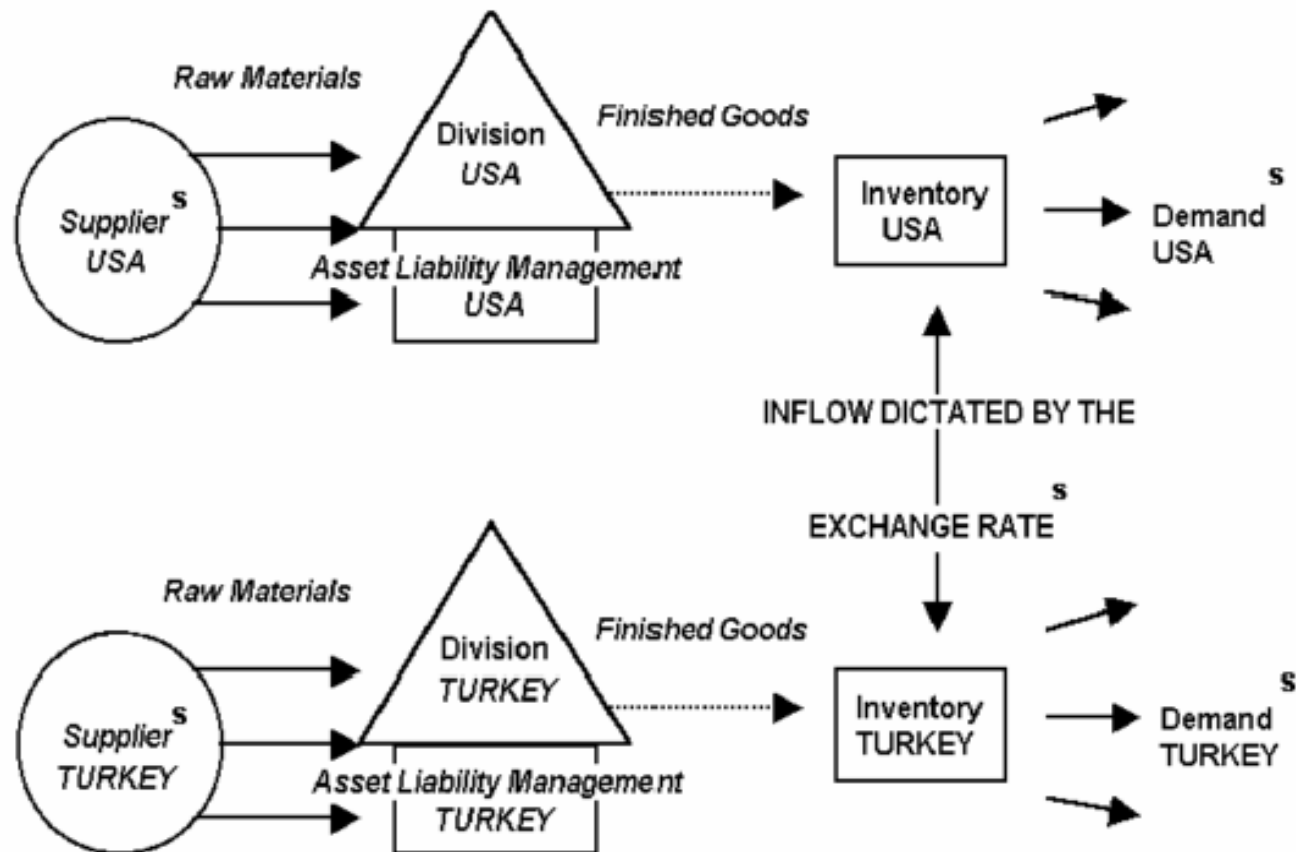 Raw Materials
Division
USA
Finished Goods
Supplier s
USA
Asset Liability Management
USA
Inventory
USA
Demand s
USA
INFLOW DICTATED BY THE
EXCHANGE RATE s
Raw Materials
Division
TURKEY
Finished Goods
Supplier s
TURKEY
Asset Liability Management
TURKEY
Inventory
TURKEY
Demand s
TURKEY